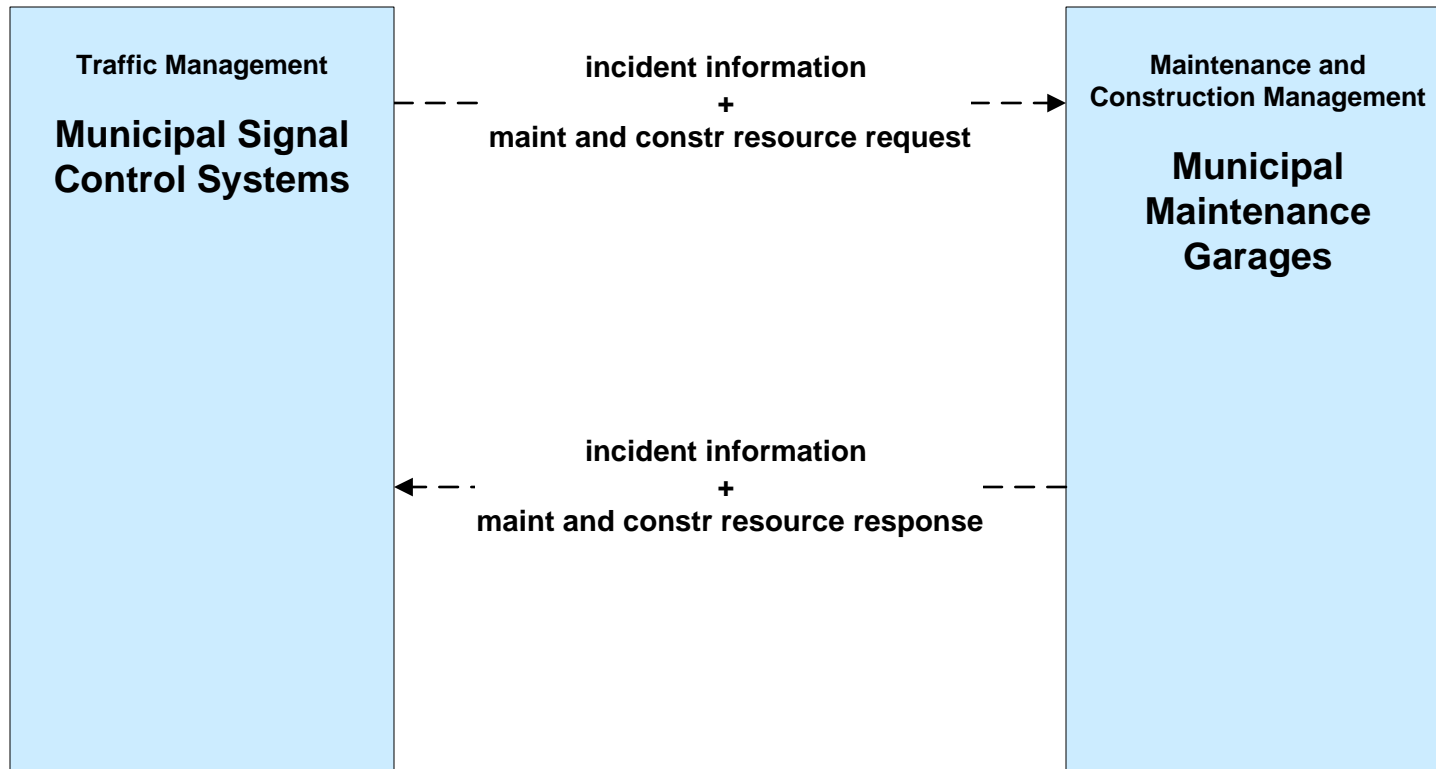 Traffic Management
Municipal Signal
Control Systems
incident information
+
maint and constr resource request
Maintenance and
Construction Management
Municipal
Maintenance
Garages
incident information
+
maint and constr resource response